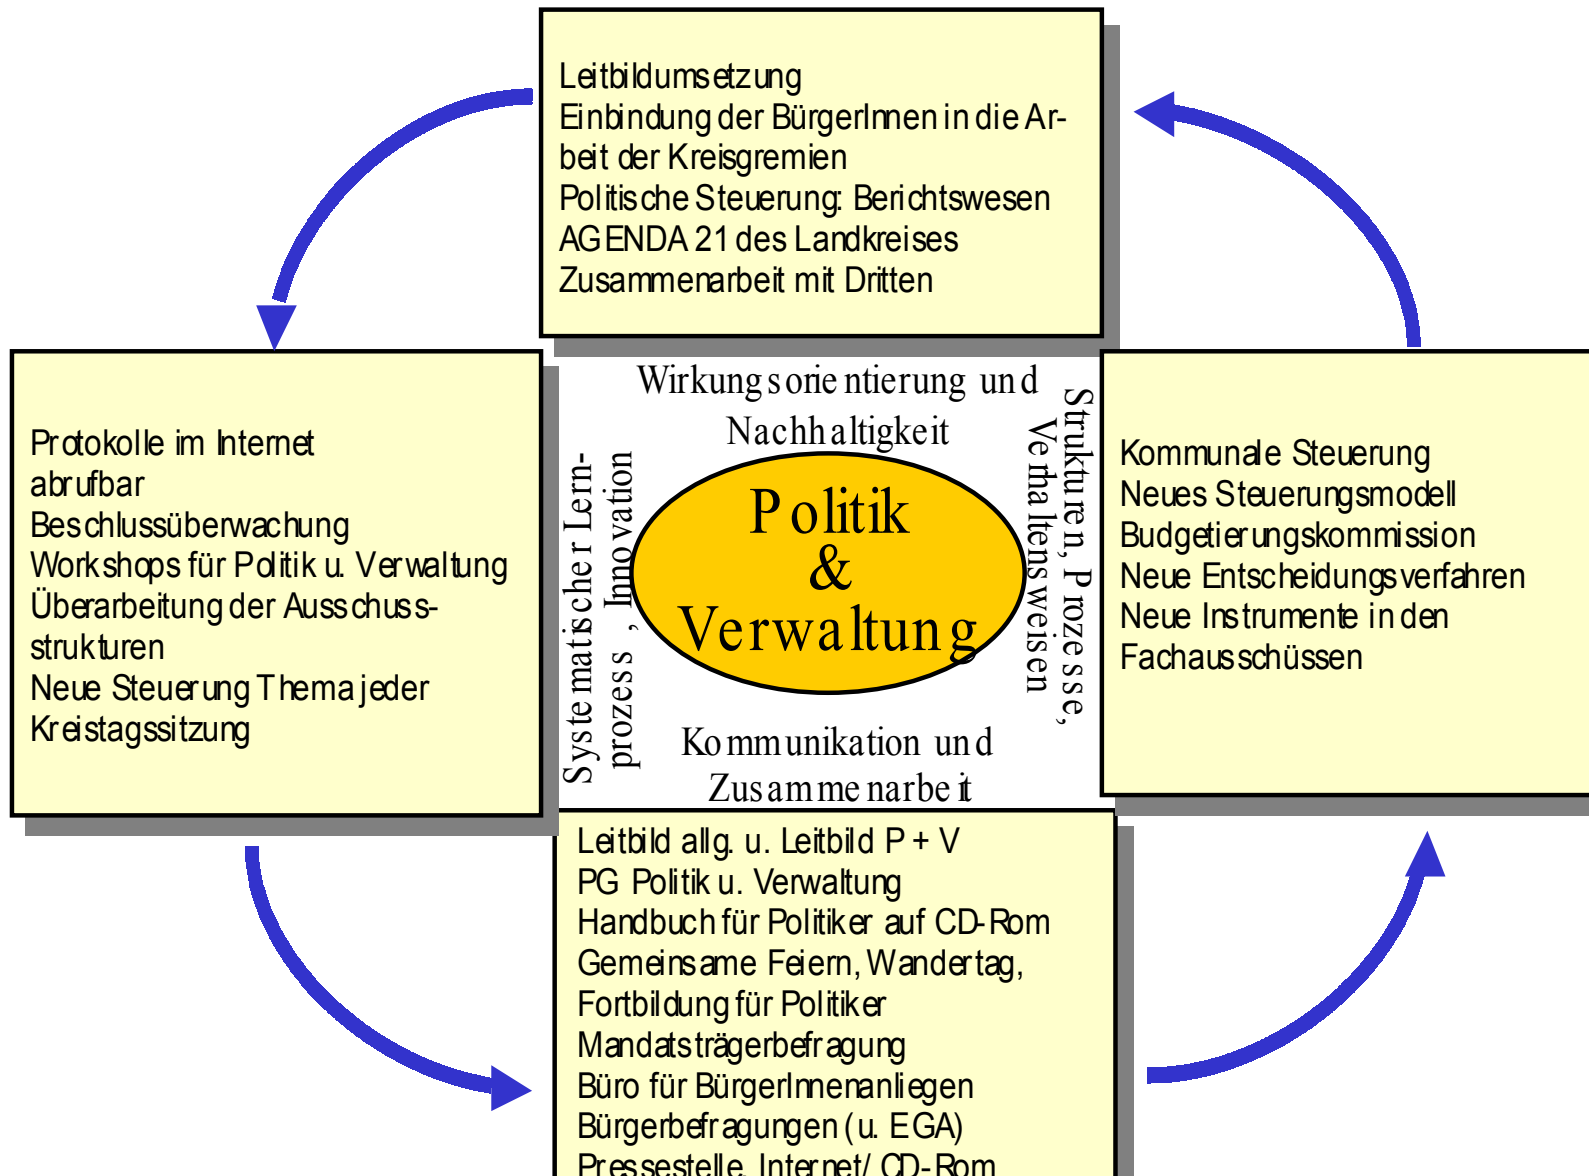 Leitbildumsetzung
Einbindung der BürgerInnen in die Ar-
beit der Kreisgremien
Politische Steuerung: Berichtswesen
AGENDA 21 des Landkreises
Zusammenarbeit mit Dritten
Protokolle im Internet
abrufbar
Beschlussüberwachung
Workshops für Politik u. Verwaltung
Überarbeitung der Ausschuss-
strukturen
Neue Steuerung Thema jeder
Kreistagssitzung
Wirkungsorientierung und
Nachhaltigkeit
Systematischer Lern-
prozess , Innovation
Politik
&
Verwaltung
Strukturen, Prozesse,
Verhaltensweisen
Kommunikation und
Zusammenarbeit
Kommunale Steuerung
Neues Steuerungsmodell
Budgetierungskommission
Neue Entscheidungsverfahren
Neue Instrumente in den
Fachausschüssen
Leitbild allg. u. Leitbild P + V
PG Politik u. Verwaltung
Handbuch für Politiker auf CD-Rom
Gemeinsame Feiern, Wandertag,
Fortbildung für Politiker
Mandatsträgerbefragung
Büro für BürgerInnenanliegen
Bürgerbefragungen (u. EGA)
Pressestelle, Internet/ CD-Rom